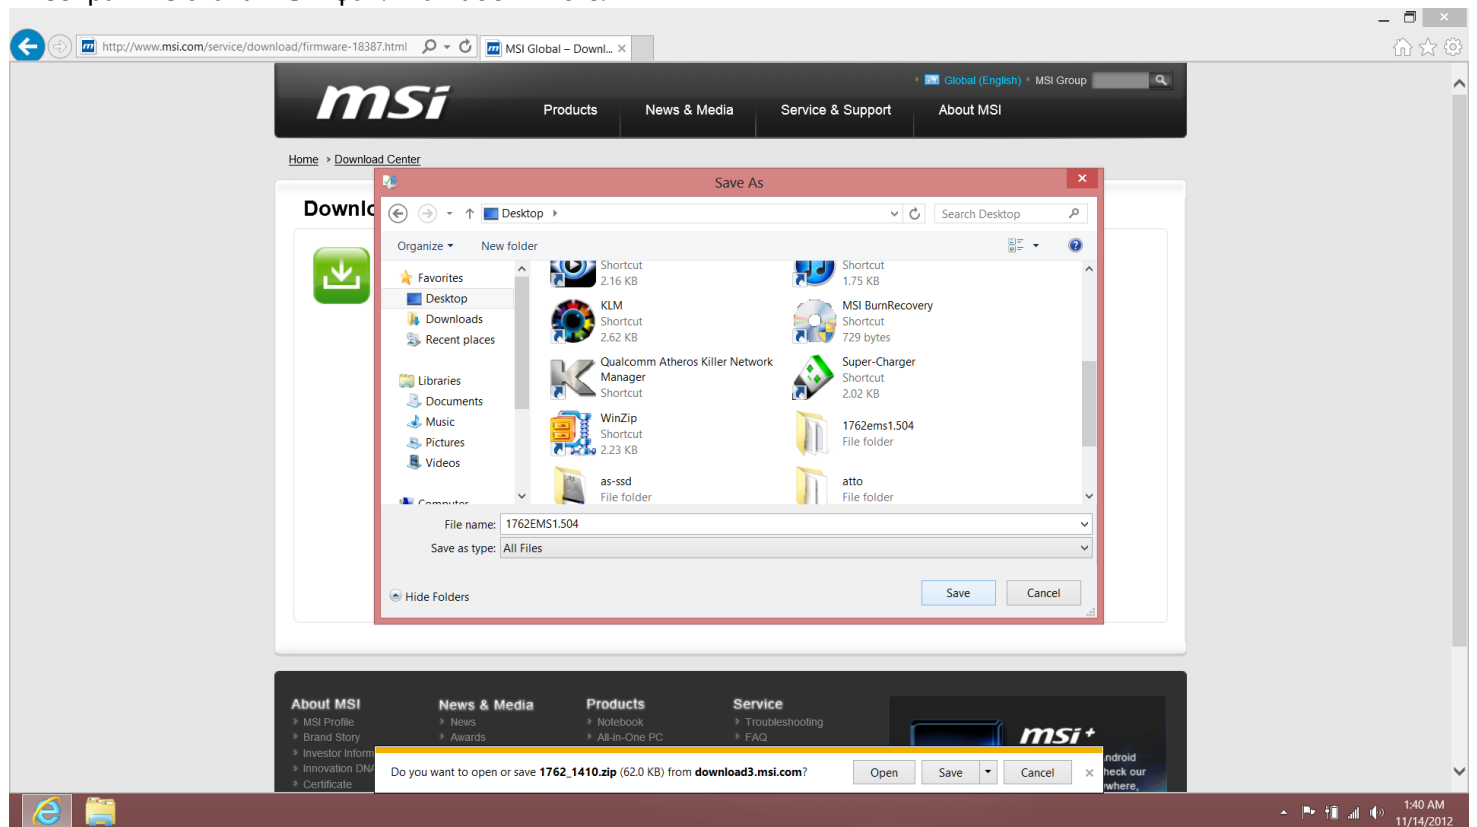 http://www.msi.com/service/download/firmware-18387.html
MSI Global – Downl...
Global (English)
MSI Group
msi
Products
News & Media
Service & Support
About MSI
Home
Download Center
Downlo
Save As
Desktop
Search Desktop
Organize
New folder
Favorites
Desktop
Downloads
Recent places
Libraries
Documents
Music
Pictures
Videos
Computer
Shortcut
2.16 KB
Shortcut
1.75 KB
KLM
Shortcut
2.62 KB
MSI BurnRecovery
Shortcut
729 bytes
Qualcomm Atheros Killer Network
Manager
Shortcut
Super-Charger
Shortcut
2.02 KB
WinZip
Shortcut
2.23 KB
1762ems1.504
File folder
as-ssd
File folder
atto
File folder
File name: 1762EMS1.504
Save as type: All Files
Hide Folders
Save
Cancel
About MSI
MSI Profile
Brand Story
Investor Inform
Innovation DNA
Certificate
News & Media
News
Awards
Products
Notebook
All-in-One PC
Service
Troubleshooting
FAQ
msi+
ndroid
heck our
where,
Do you want to open or save 1762_1410.zip (62.0 KB) from download3.msi.com?
Open
Save
Cancel
1:40 AM
11/14/2012